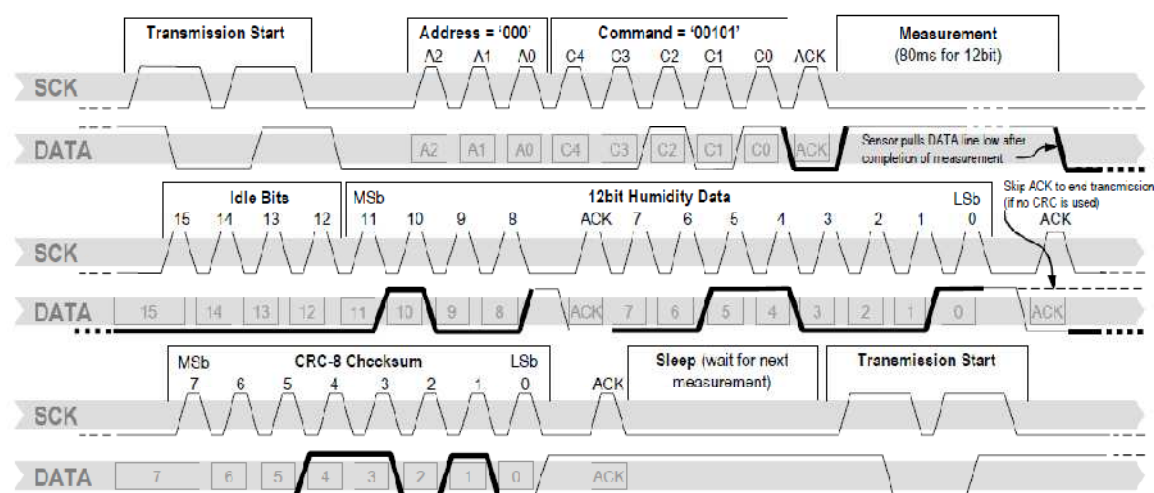 Transmission Start Address = '000' Command = '00101' Measurement
(80ms for 12bit)
A2 A1 A0 C4 C3 C2 C1 C0 ACK
SCK
DATA A2 A1 A0 C4 C3 C2 C1 C0 ACK Sensor pulls DATA line low after
completion of measurement
Skip ACK to end transmission
(if no CRC is used)
Idle Bits MSb 12bit Humidity Data LSb
15 14 13 12 11 10 9 8 ACK 7 6 5 4 3 2 1 0 ACK
SCK
DATA 15 14 13 12 11 10 9 8 ACK 7 6 5 4 3 2 1 0 ACK
MSb CRC-8 Checksum LSb Sleep (wait for next
measurement) Transmission Start
7 6 5 4 3 2 1 0 ACK
SCK
DATA 7 6 5 4 3 2 1 0 ACK